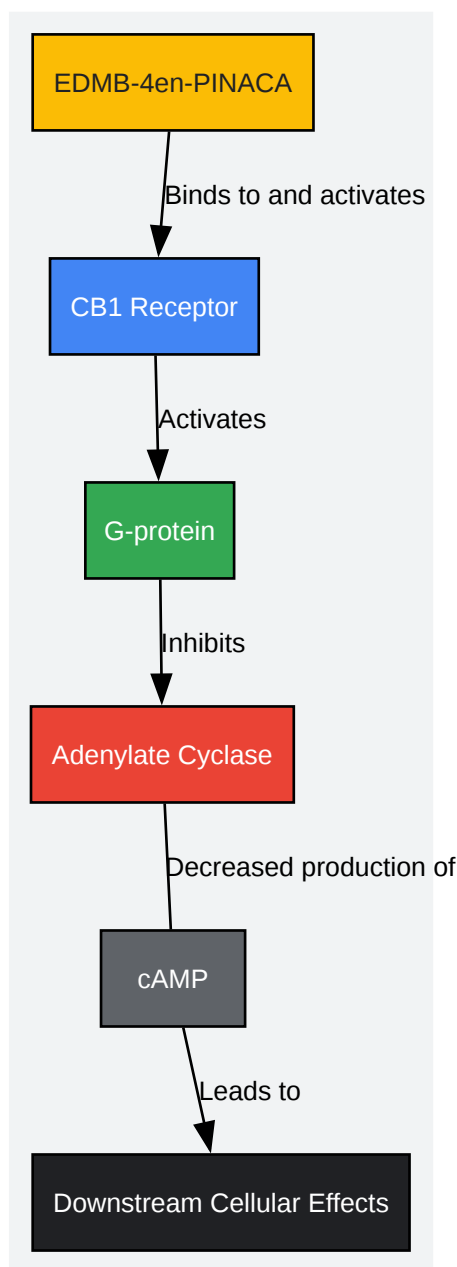 EDMB-4en-PINACA
Binds to and activates
CB1 Receptor
Activates
G-protein
Inhibits
Adenylate Cyclase
Decreased production of
cAMP
Leads to
Downstream Cellular Effects